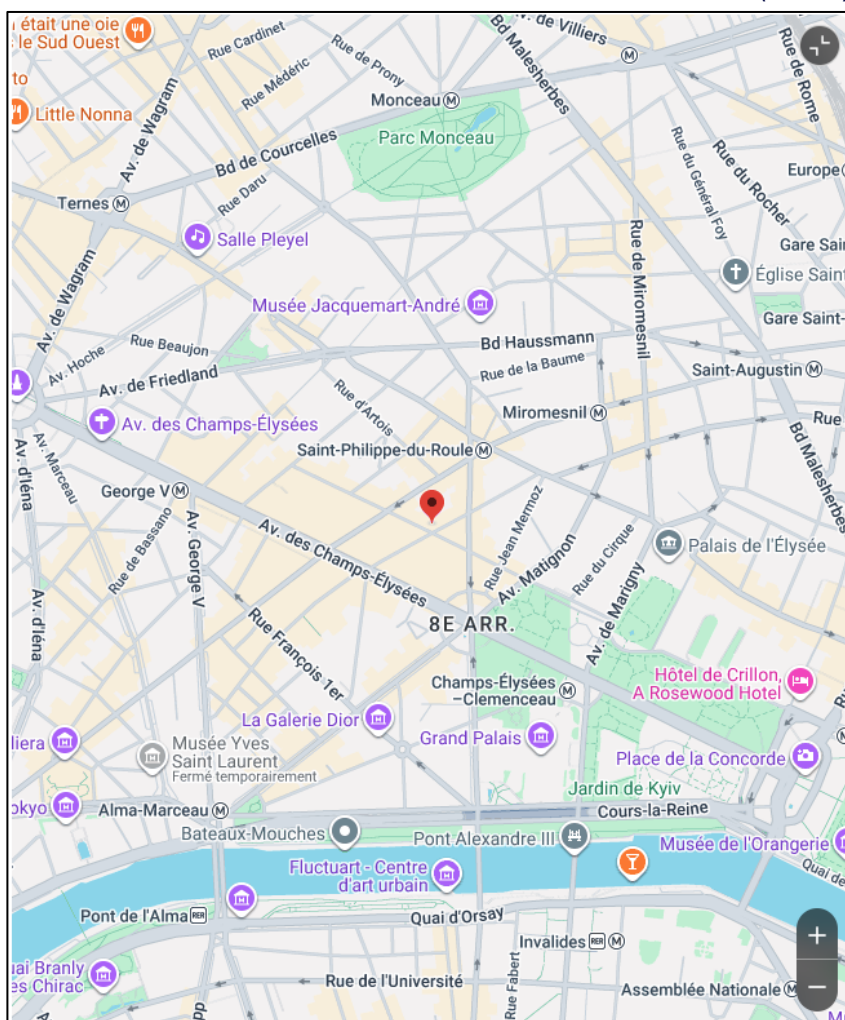 était une oie
le Sud Ouest
Av. de Villiers
Rue Cardinet
Rue de Prony
Bd Malesherbes
Rue de Rome
Rue Médéric
Little Nonna
Monceau
Av. de Wagram
Parc Monceau
Bd de Courcelles
Rue du Général Foy
Rue du Rocher
Europe
Rue Daru
Ternes
Salle Pleyel
Rue de Miromesnil
Gare Sai
Église Saint
Av. de Wagram
Musée Jacquemart-André
Gare Saint-
Rue Beaujon
Bd Haussmann
Av. Hoche
Rue de la Baume
Av. de Friedland
Saint-Augustin
Rue d'Artois
Av. des Champs-Élysées
Miromesnil
Rue
Saint-Philippe-du-Roule
Av. Marceau
Av. d'Iéna
Bd Malesherbes
George V
Rue de Bassano
Av. George V
Av. des Champs-Élysées
Rue Jean Mermoz
Av. Matignon
Rue du Cirque
Palais de l'Élysée
Av. d'Iéna
8E ARR.
Av. de Marigny
Rue François 1er
Champs-Élysées
–Clemenceau
Hôtel de Crillon,
A Rosewood Hotel
La Galerie Dior
Grand Palais
liera
Musée Yves
Saint Laurent
Fermé temporairement
Place de la Concorde
Jardin de Kyiv
okyo
Alma-Marceau
Cours-la-Reine
Bateaux-Mouches
Pont Alexandre III
Musée de l'Orangerie
Fluctuart - Centre
d'art urbain
Quai de
Pont de l'Alma
RER
Quai d'Orsay
Invalides
RER
uai Branly
es Chirac
Rue de l'Université
Rue Fabert
Assemblée Nationale